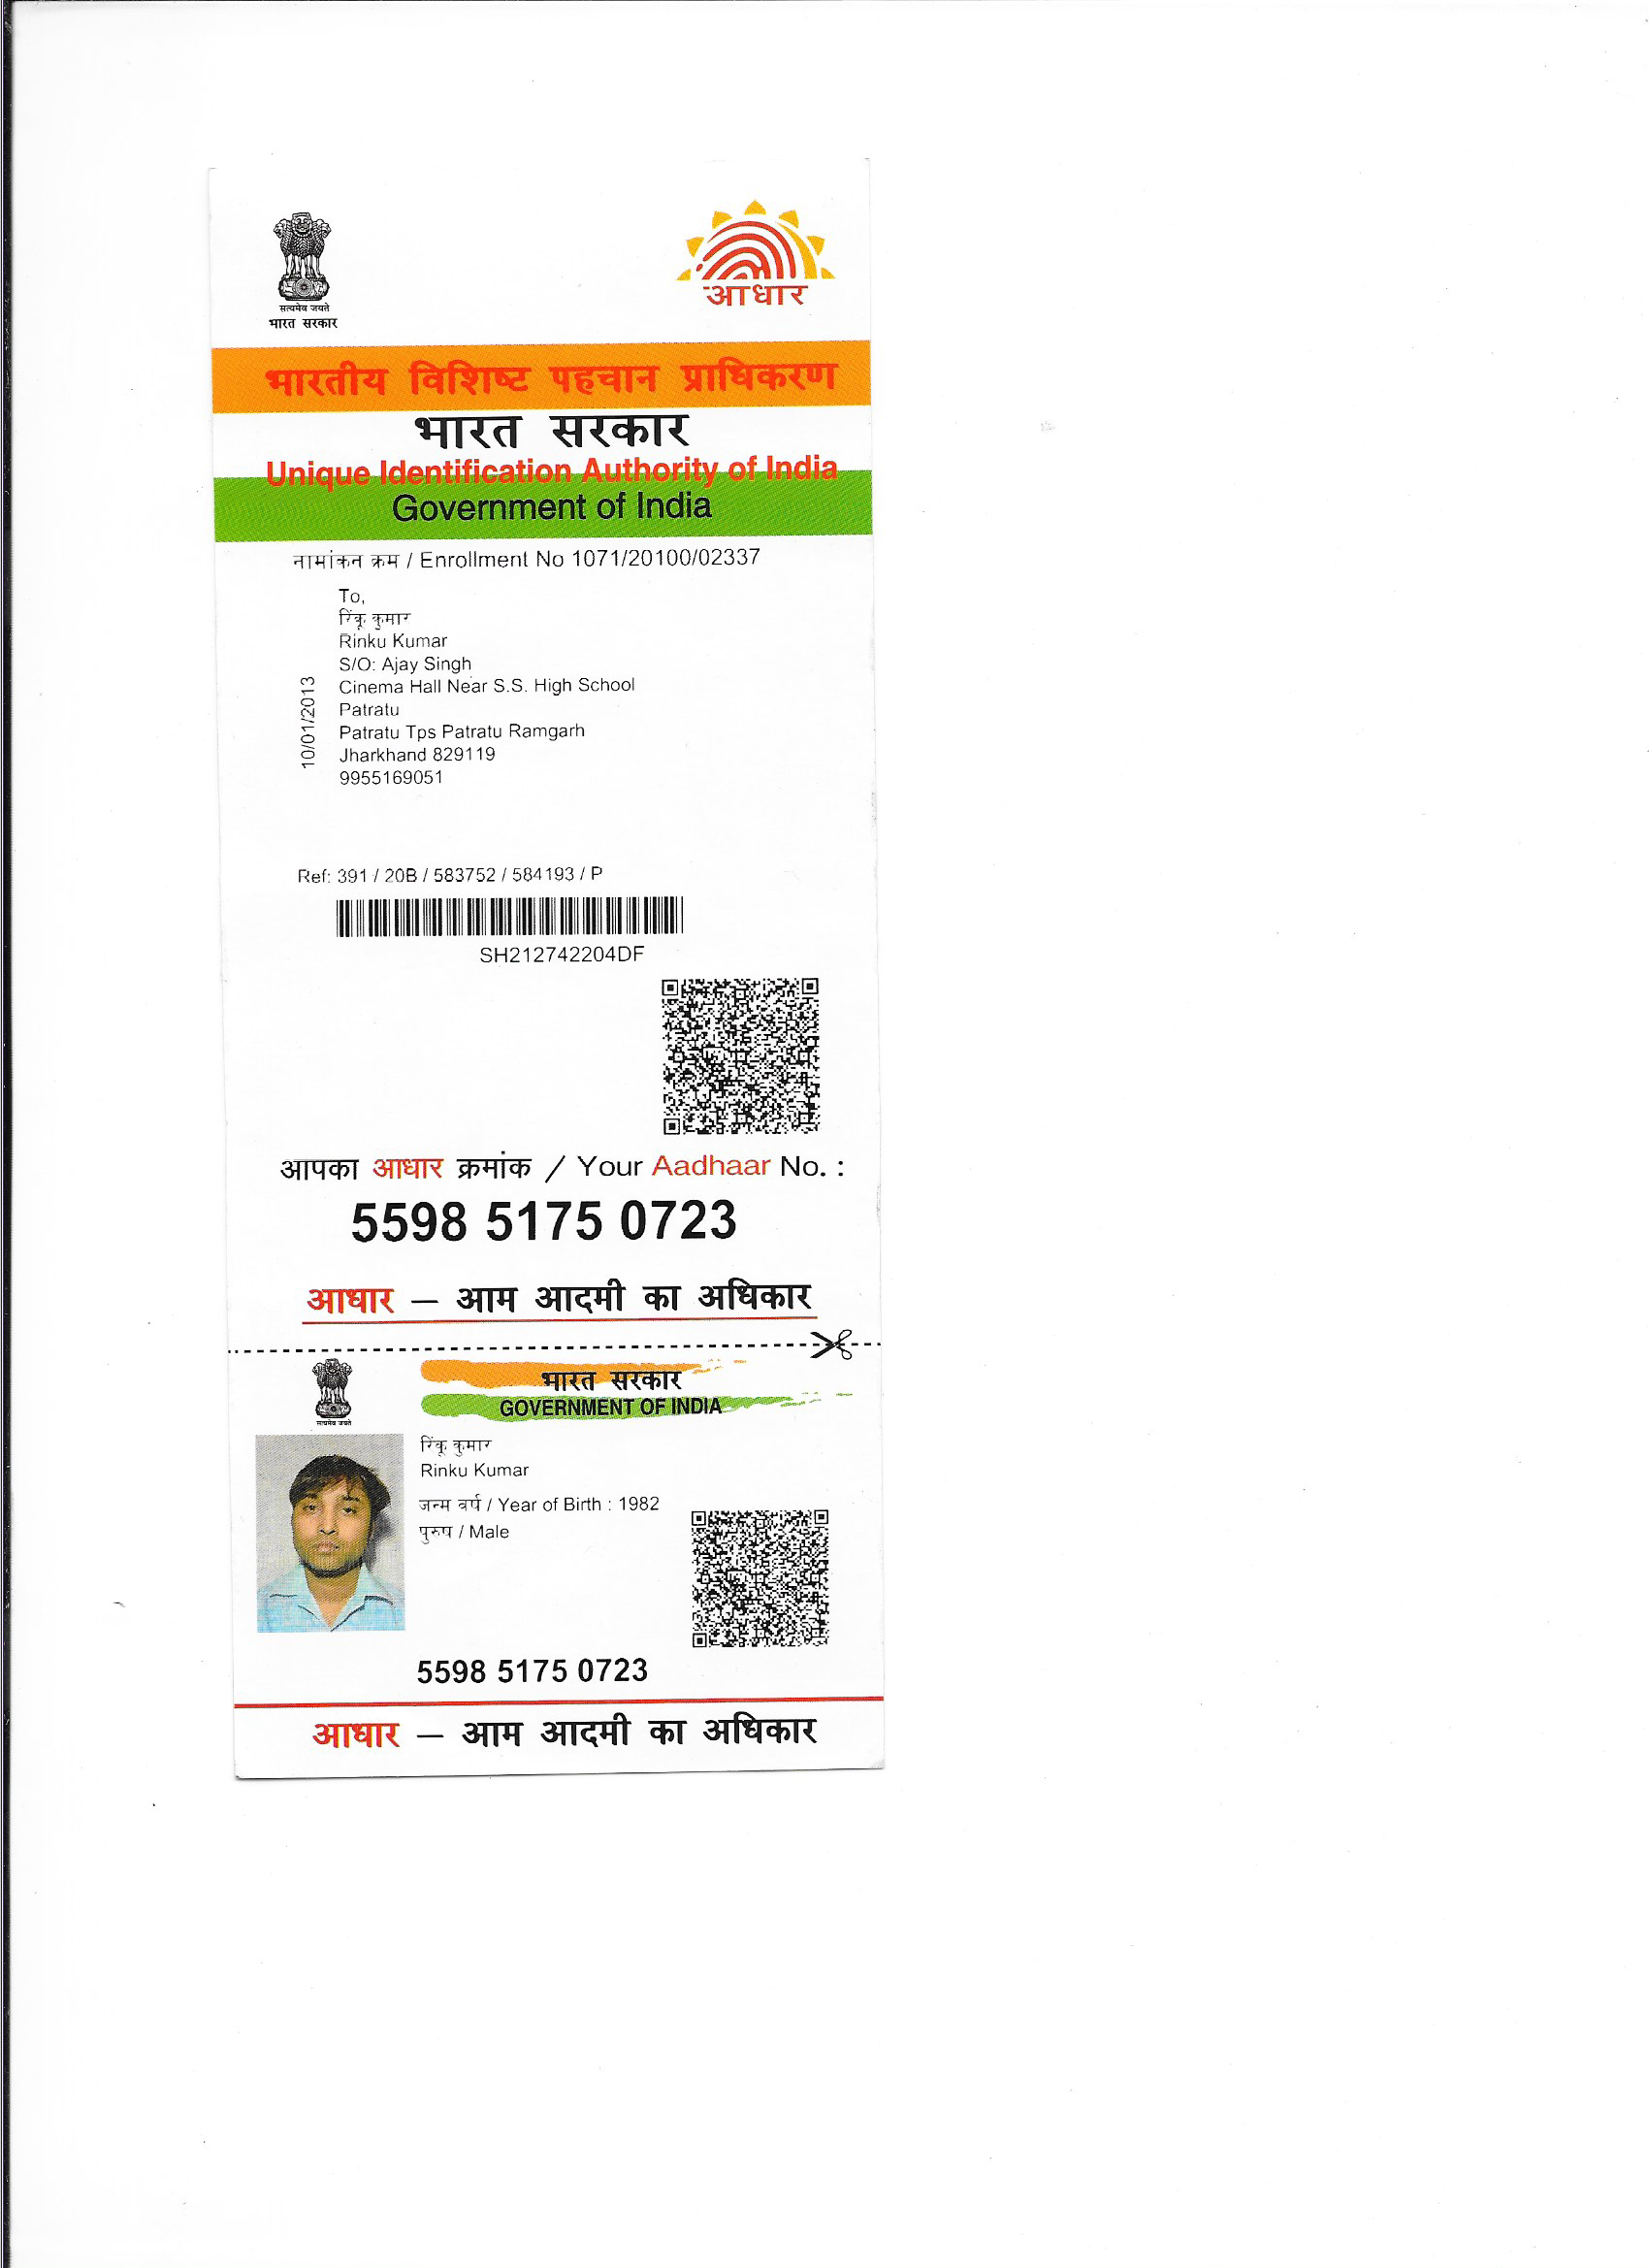 सत्यमेव जयते
भारत सरकार
आधार
भारतीय विशिष्ट पहचान प्राधिकरण
भारत सरकार
Unique Identification Authority of India
Government of India
नामांकन क्रम / Enrollment No 1071/20100/02337
To,
रिंकू कुमार
Rinku Kumar
S/O: Ajay Singh
Cinema Hall Near S.S. High School
Patratu
Patratu Tps Patratu Ramgarh
Jharkhand 829119
9955169051
10/01/2013
Ref: 391 / 20B / 583752 / 584193 / P
SH212742204DF
आपका आधार क्रमांक / Your Aadhaar No. :
5598 5175 0723
आधार – आम आदमी का अधिकार
सत्यमेव जयते
भारत सरकार
GOVERNMENT OF INDIA
रिंकू कुमार
Rinku Kumar
जन्म वर्ष / Year of Birth : 1982
पुरुष / Male
5598 5175 0723
आधार – आम आदमी का अधिकार